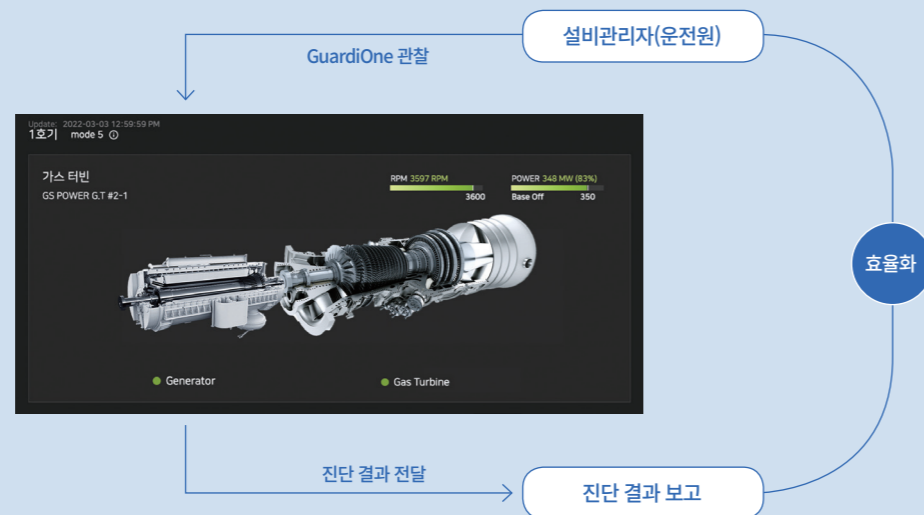 설비관리자(운전원)
GuardiOne 관찰
Update: 2022-03-03 12:59:59 PM
1호기 mode 5 ⓘ
가스 터빈
GS POWER G.T #2-1
RPM 3597 RPM
3600
POWER 348 MW (83%)
Base Off 350
효율화
Generator
Gas Turbine
진단 결과 전달
진단 결과 보고